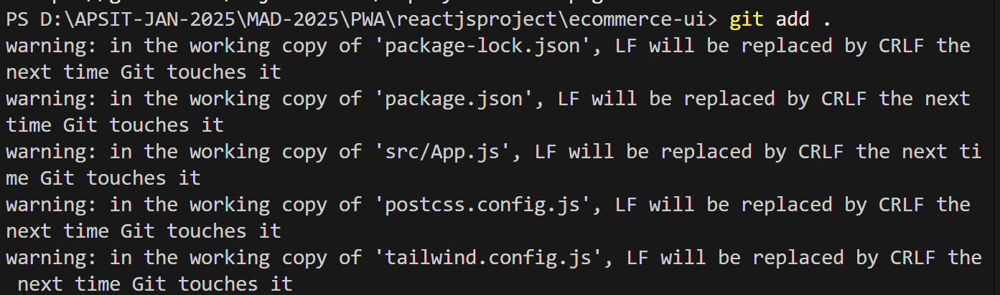 PS D:\APSIT-JAN-2025\MAD-2025\PWA\reactjsproject\ecommerce-ui> git add .
warning: in the working copy of 'package-lock.json', LF will be replaced by CRLF the
next time Git touches it
warning: in the working copy of 'package.json', LF will be replaced by CRLF the next
time Git touches it
warning: in the working copy of 'src/App.js', LF will be replaced by CRLF the next ti
me Git touches it
warning: in the working copy of 'postcss.config.js', LF will be replaced by CRLF the
next time Git touches it
warning: in the working copy of 'tailwind.config.js', LF will be replaced by CRLF the
 next time Git touches it